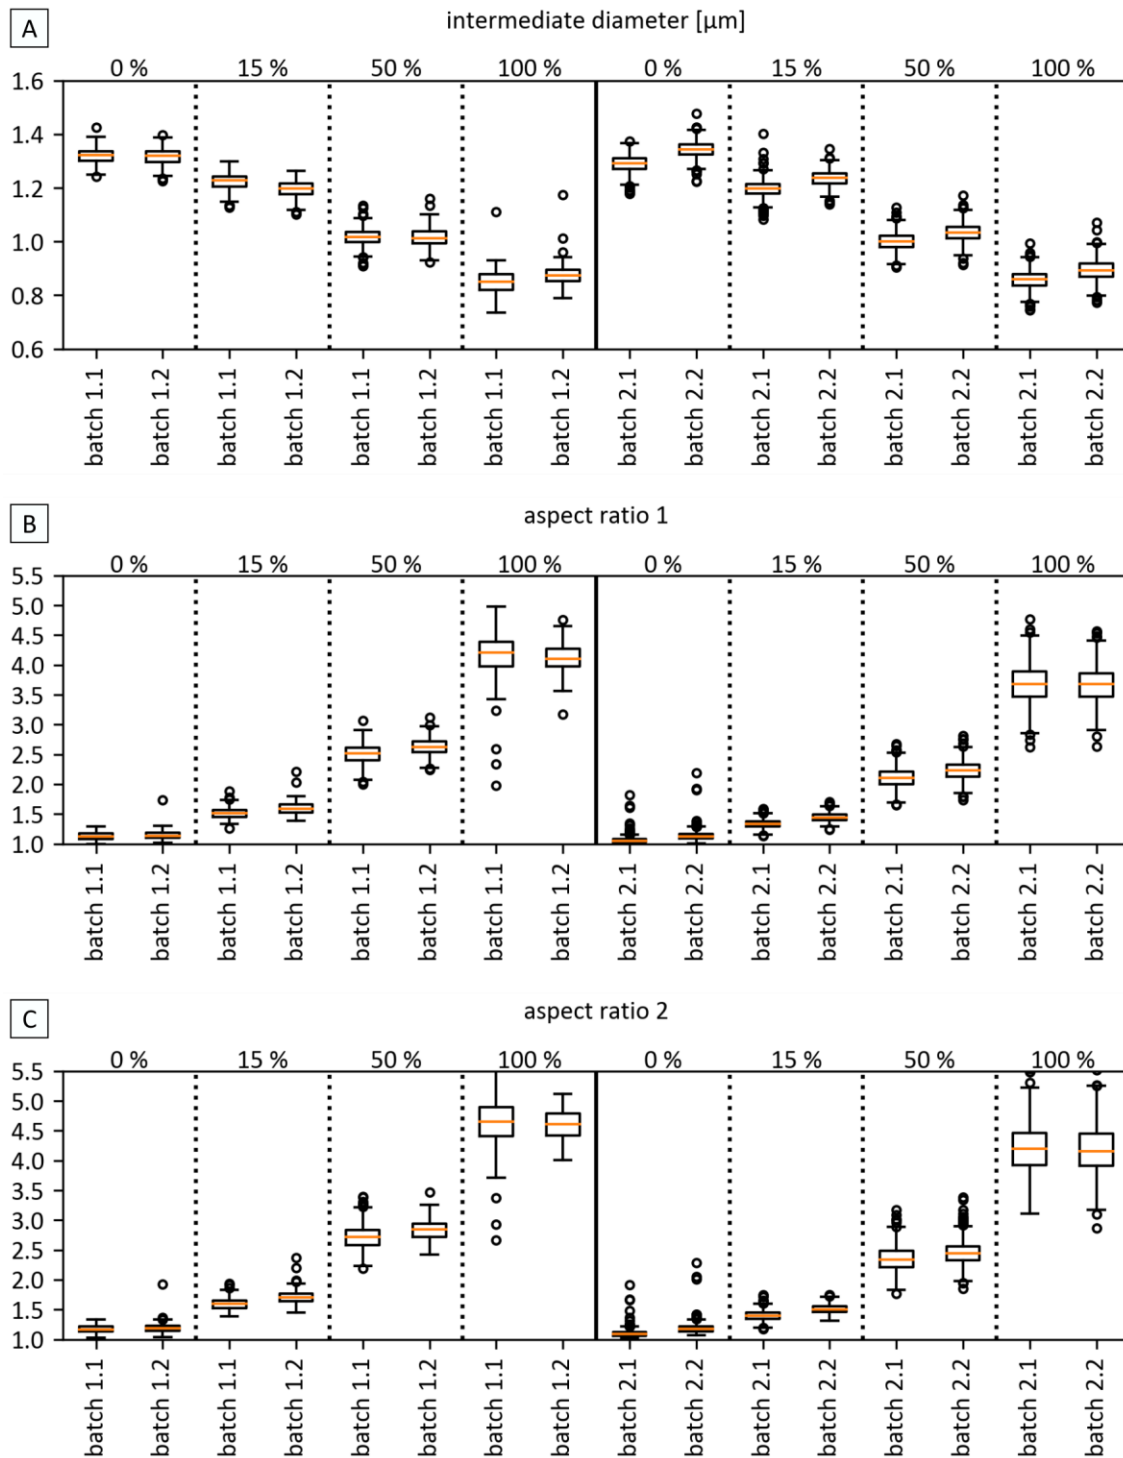 A
intermediate diameter [µm]
0 % 15 % 50 % 100 % 0 % 15 % 50 % 100 %
1.6
1.4
1.2
1.0
0.8
0.6
batch 1.1 batch 1.2 batch 1.1 batch 1.2 batch 1.1 batch 1.2 batch 1.1 batch 1.2 batch 2.1 batch 2.2 batch 2.1 batch 2.2 batch 2.1 batch 2.2 batch 2.1 batch 2.2
B
aspect ratio 1
0 % 15 % 50 % 100 % 0 % 15 % 50 % 100 %
5.5
5.0
4.5
4.0
3.5
3.0
2.5
2.0
1.5
1.0
batch 1.1 batch 1.2 batch 1.1 batch 1.2 batch 1.1 batch 1.2 batch 1.1 batch 1.2 batch 2.1 batch 2.2 batch 2.1 batch 2.2 batch 2.1 batch 2.2 batch 2.1 batch 2.2
C
aspect ratio 2
0 % 15 % 50 % 100 % 0 % 15 % 50 % 100 %
5.5
5.0
4.5
4.0
3.5
3.0
2.5
2.0
1.5
1.0
batch 1.1 batch 1.2 batch 1.1 batch 1.2 batch 1.1 batch 1.2 batch 1.1 batch 1.2 batch 2.1 batch 2.2 batch 2.1 batch 2.2 batch 2.1 batch 2.2 batch 2.1 batch 2.2